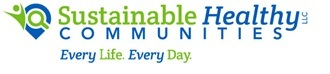 Sustainable Healthy LLC
COMMUNITIES
Every Life. Every Day.